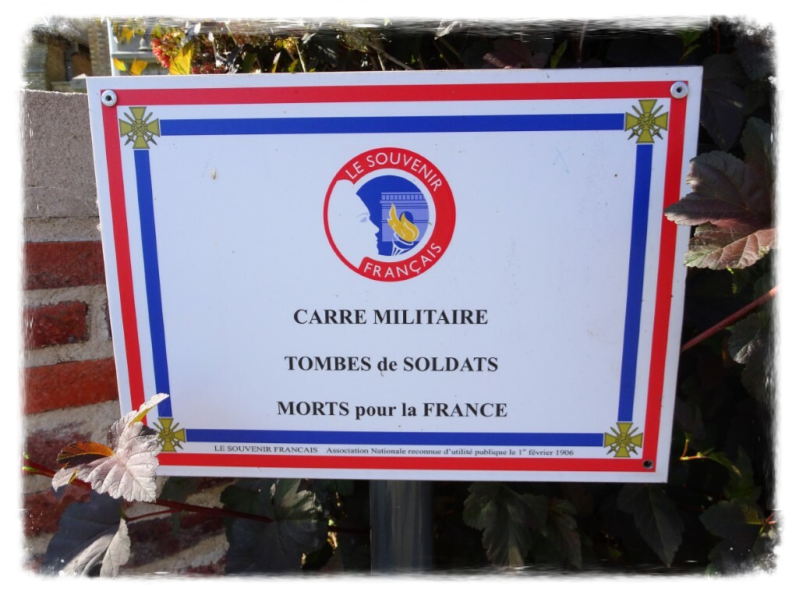 LE SOUVENIR
FRANÇAIS
CARRE MILITAIRE
TOMBES de SOLDATS
MORTS pour la FRANCE
LE SOUVENIR FRANCAIS Association Nationale reconnue d'utilité publique le 1er février 1906